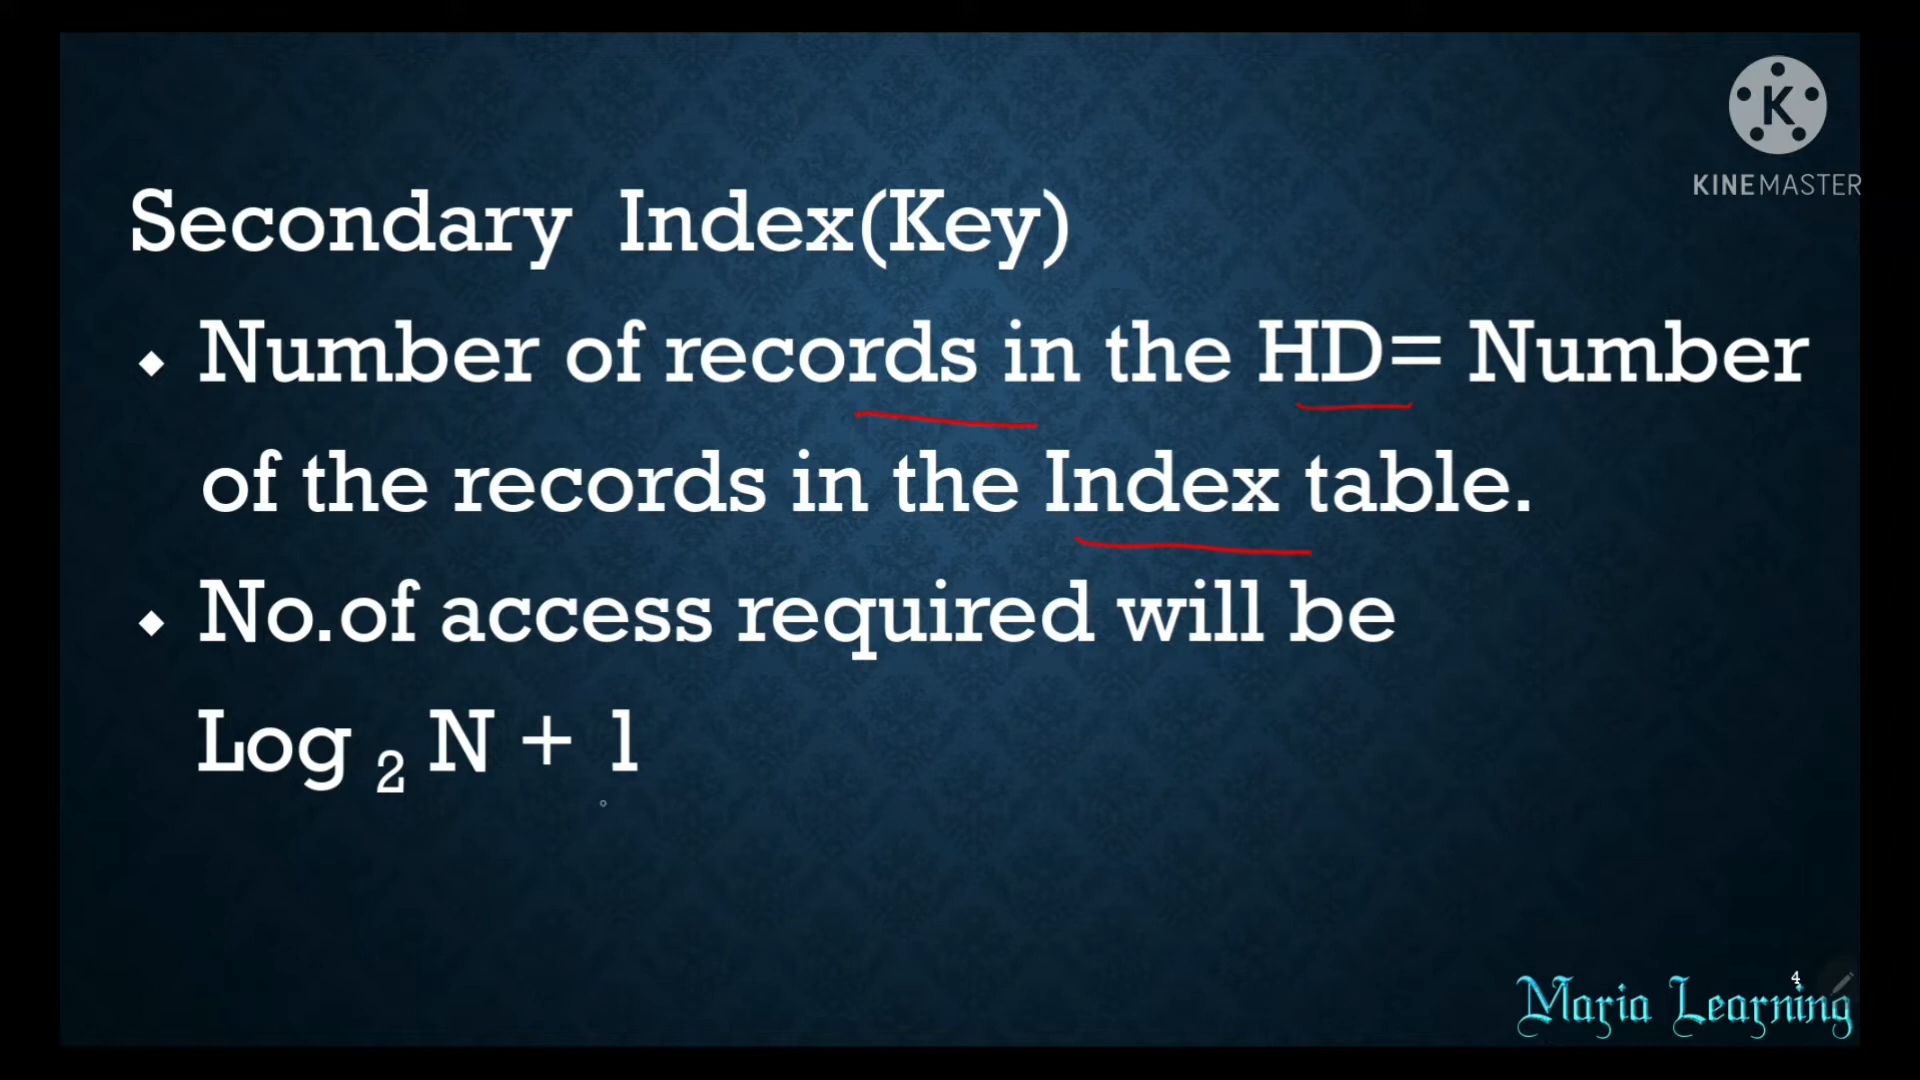 K
KINEMASTER
Secondary Index(Key)
Number of records in the HD= Number
of the records in the Index table.
No.of access required will be
Log 2 N + 1
4
Maria Learning